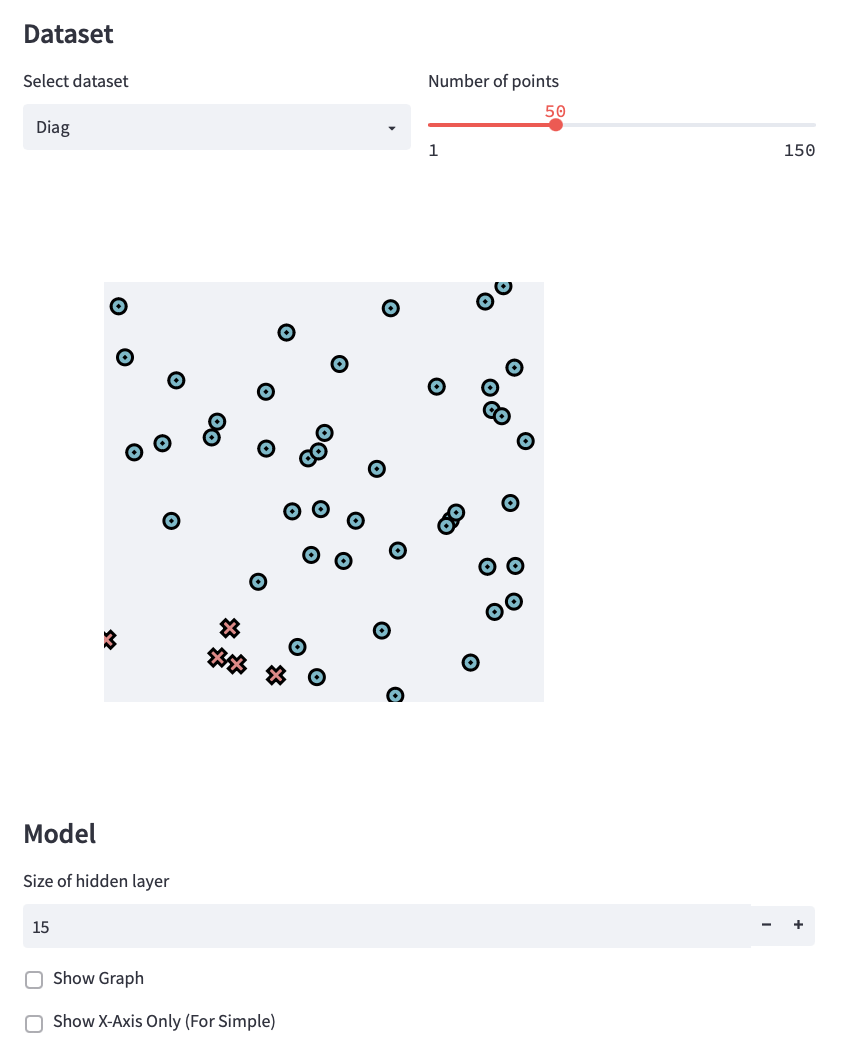 Dataset
Select dataset
Number of points
Diag
50
1
150
Model
Size of hidden layer
15
− +
Show Graph
Show X-Axis Only (For Simple)